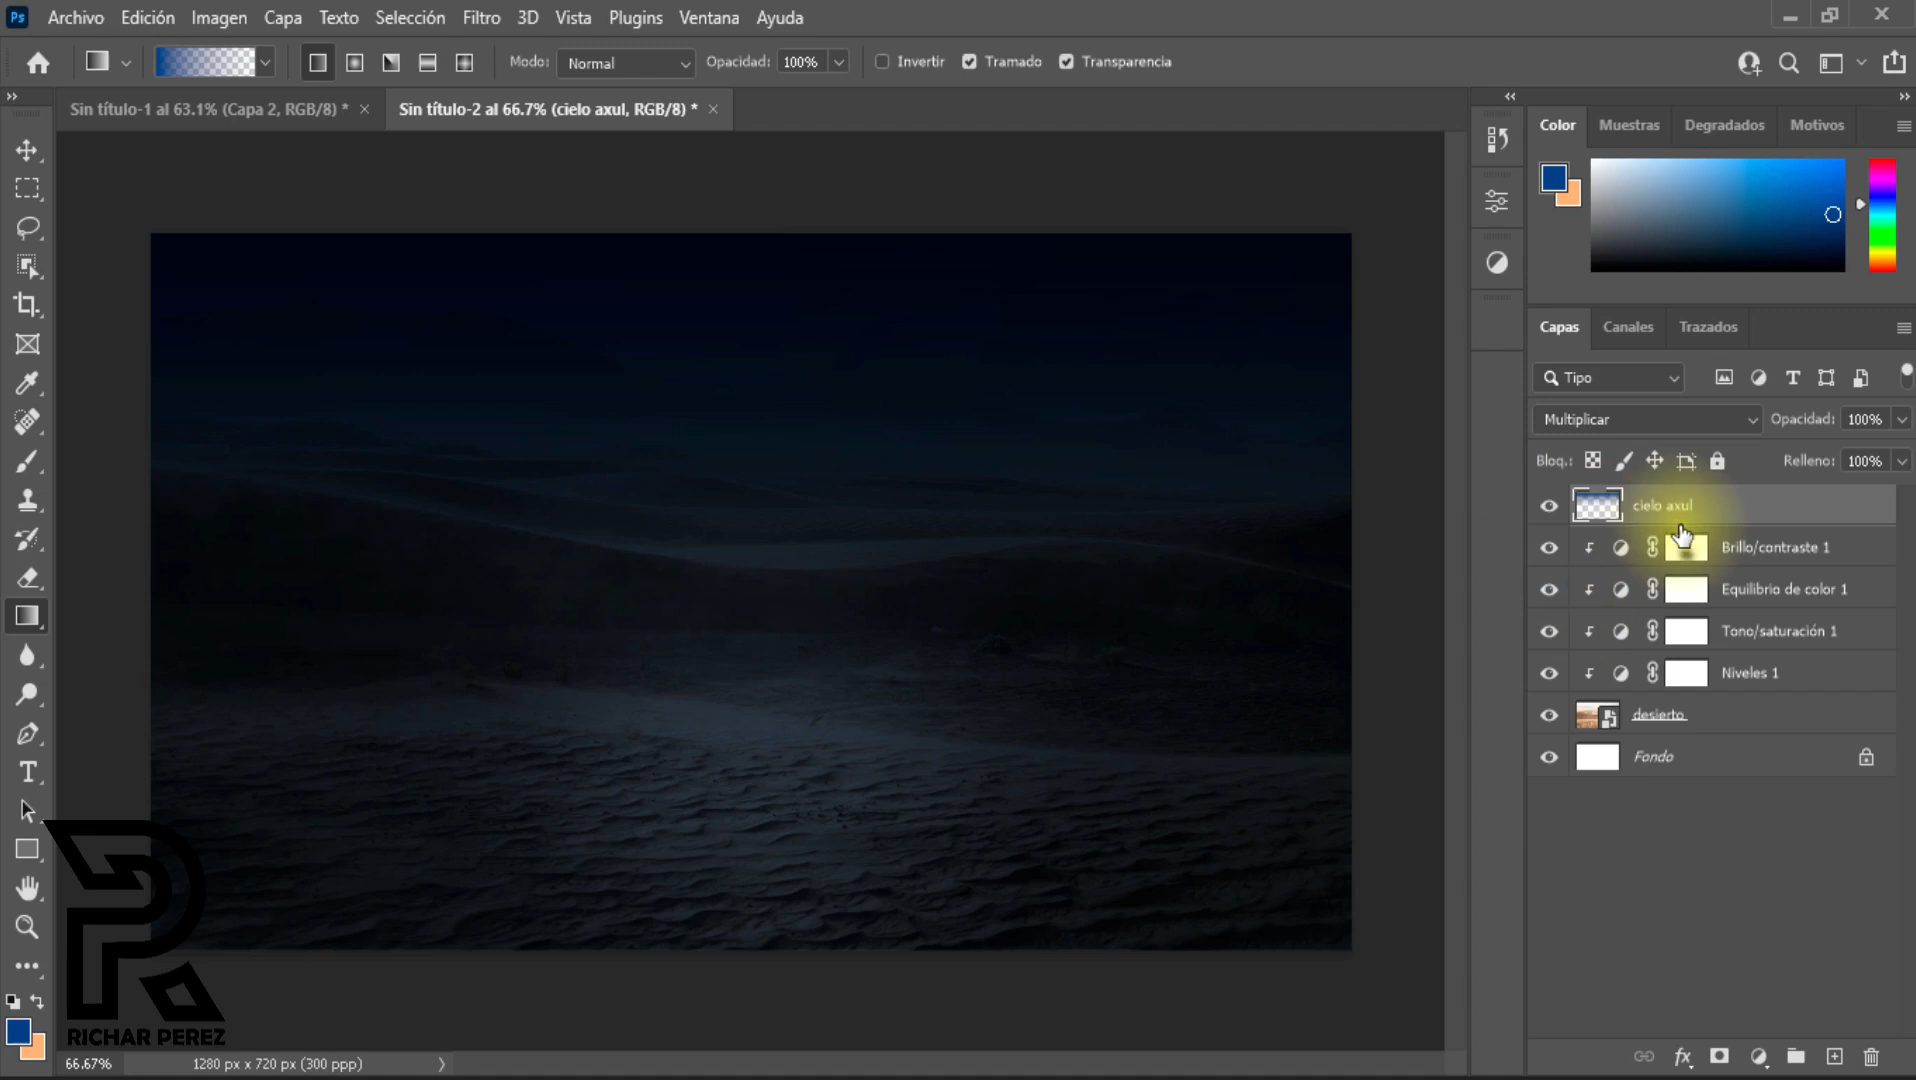 Ps Archivo Edición Imagen Capa Texto Selección Filtro 3D Vista Plugins Ventana Ayuda
Modo: Normal Opacidad: 100% Invertir Tramado Transparencia
Sin título-1 al 63.1% (Capa 2, RGB/8) * Sin título-2 al 66.7% (cielo axul, RGB/8) *
Color Muestras Degradados Motivos
Capas Canales Trazados
Tipo
Multiplicar Opacidad: 100%
Bloq.: Relleno: 100%
cielo axul
Brillo/contraste 1
Equilibrio de color 1
Tono/saturación 1
Niveles 1
desierto
Fondo
RICHAR PEREZ
66.67% 1280 px x 720 px (300 ppp)